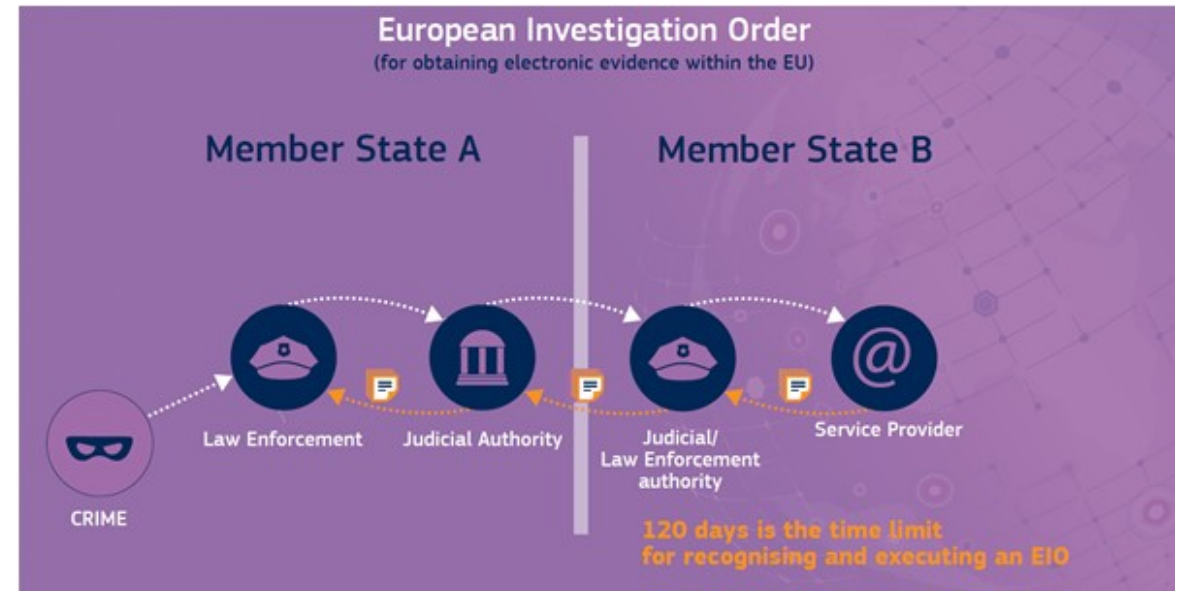 European Investigation Order
(for obtaining electronic evidence within the EU)
Member State A
Member State B
Law Enforcement
Judicial Authority
Judicial/
Law Enforcement
authority
Service Provider
@
CRIME
120 days is the time limit
for recognising and executing an EIO